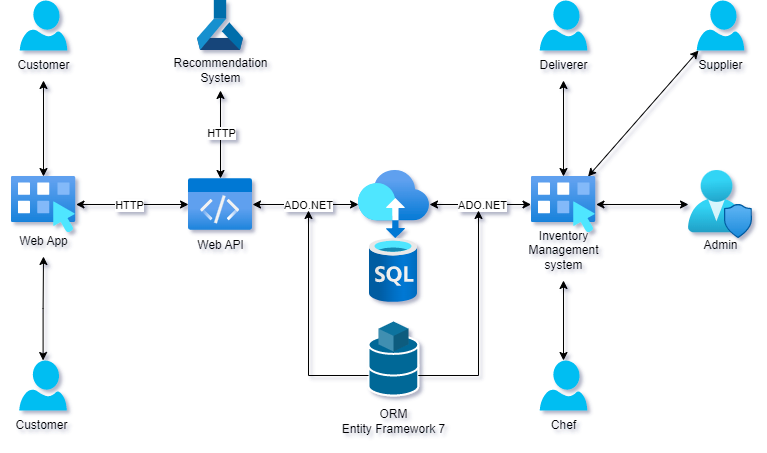 Customer
Recommendation
System
Deliverer
Supplier
HTTP
HTTP
ADO.NET
ADO.NET
Web App
Web API
SQL
Inventory
Management
system
Admin
Customer
ORM
Entity Framework 7
Chef